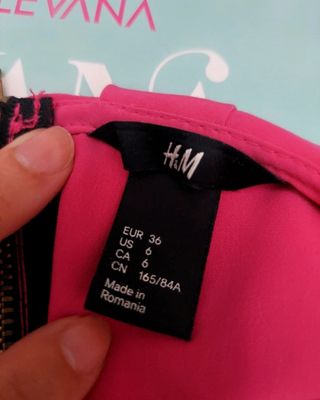 LEVANA
H&M
EUR 36
US 6
CA 6
CN 165/84A
Made in
Romania